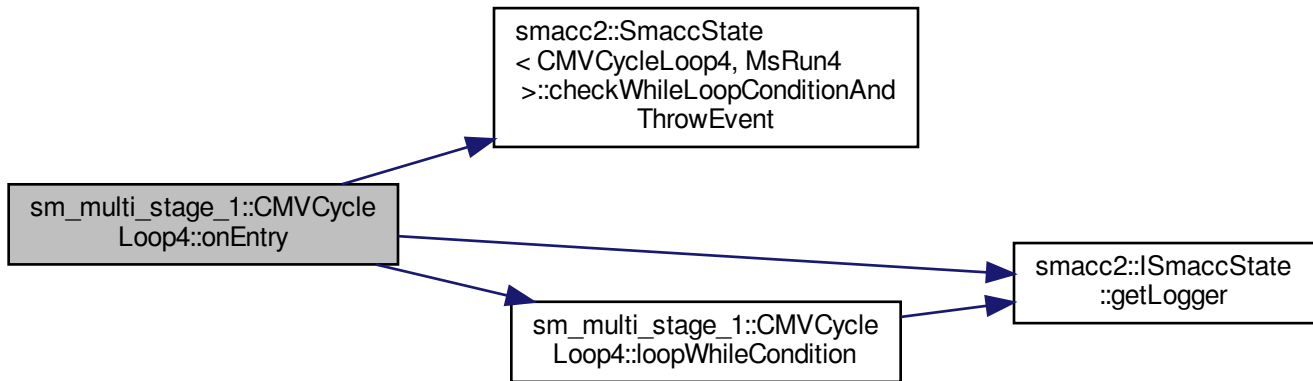 smacc2::SmaccState
< CMVCycleLoop4, MsRun4
>::checkWhileLoopConditionAnd
ThrowEvent
sm_multi_stage_1::CMVCycle
Loop4::onEntry
smacc2::ISmaccState
::getLogger
sm_multi_stage_1::CMVCycle
Loop4::loopWhileCondition